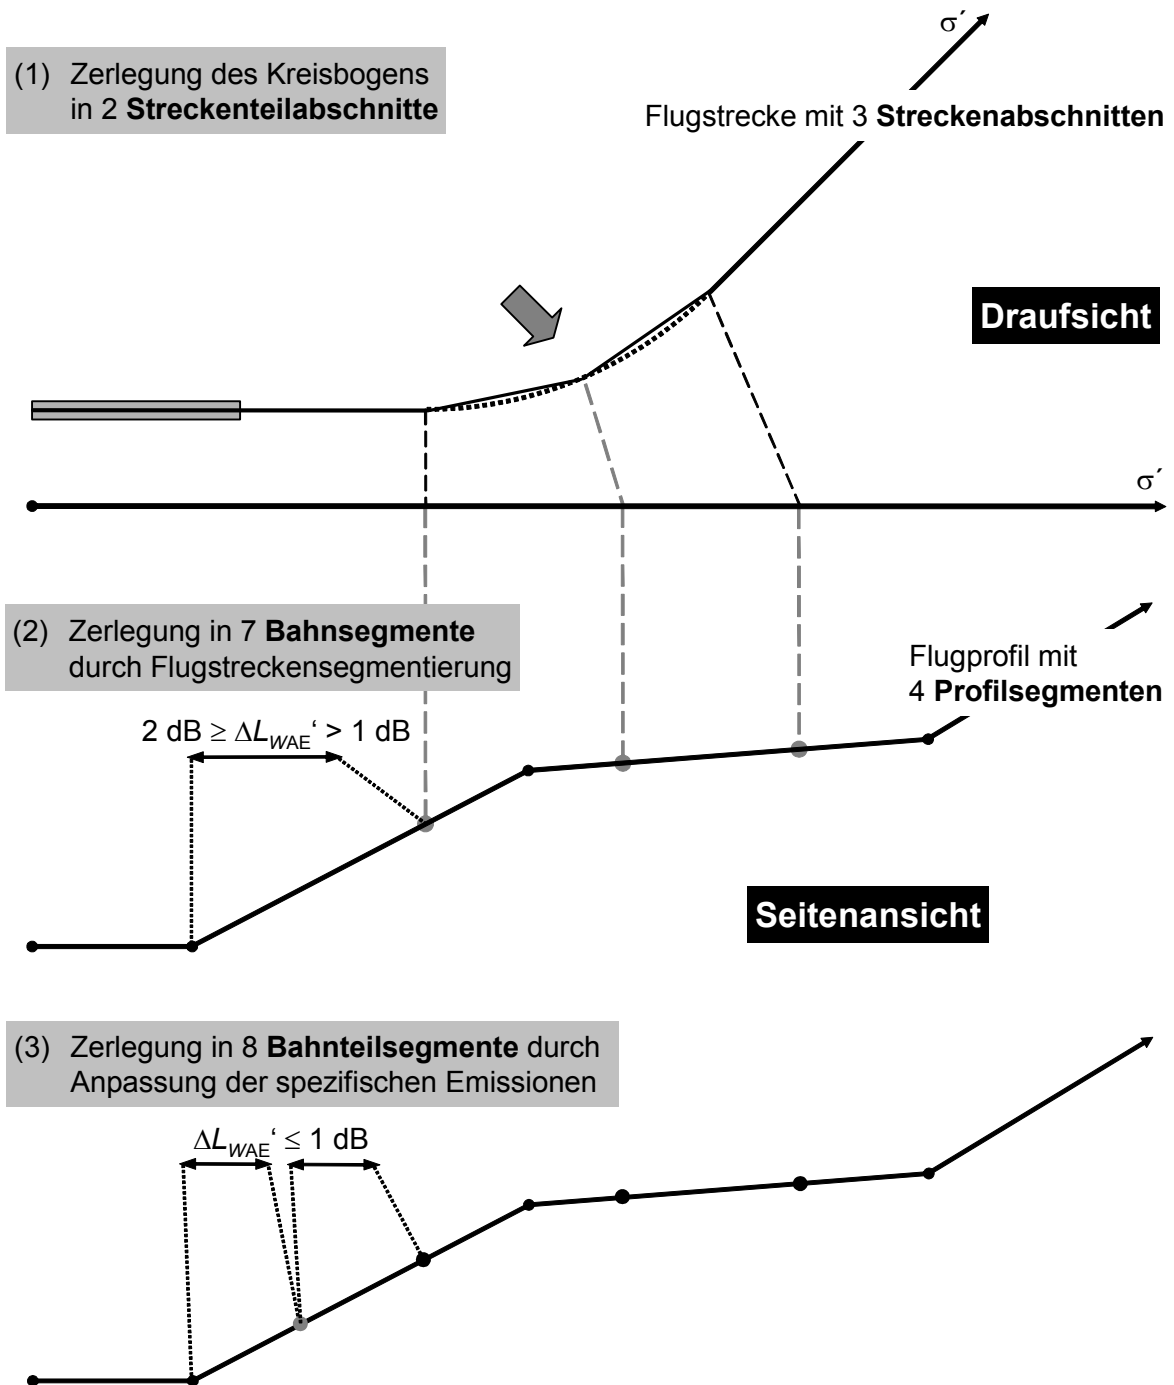 σ´
(1) Zerlegung des Kreisbogens
in 2 Streckenteilabschnitte
Flugstrecke mit 3 Streckenabschnitten
Draufsicht
σ´
(2) Zerlegung in 7 Bahnsegmente
durch Flugstreckensegmentierung
Flugprofil mit
4 Profilsegmenten
2 dB ≥ ΔL_WAE‘ > 1 dB
Seitenansicht
(3) Zerlegung in 8 Bahnteilsegmente durch
Anpassung der spezifischen Emissionen
ΔL_WAE‘ ≤ 1 dB